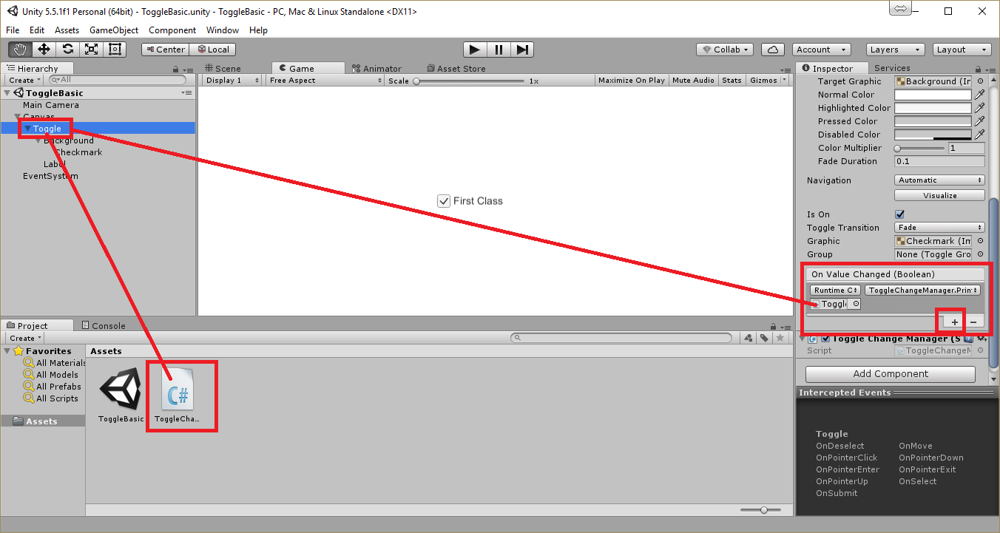 Unity 5.5.1f1 Personal (64bit) - ToggleBasic.unity - ToggleBasic - PC, Mac & Linux Standalone <DX11>
File Edit Assets GameObject Component Window Help
Center Local Collab Account Layers Layout
Hierarchy
Create All
ToggleBasic
Main Camera
Canvas
Toggle
Background
Checkmark
Label
EventSystem
Scene Game Animator Asset Store
Display 1 Free Aspect Scale 1x Maximize On Play Mute Audio Stats Gizmos
First Class
Inspector Services
Target Graphic Background (Ir
Normal Color
Highlighted Color
Pressed Color
Disabled Color
Color Multiplier 1
Fade Duration 0.1
Navigation Automatic
Visualize
Is On
Toggle Transition Fade
Graphic Checkmark (Im
Group None (Toggle Gro
On Value Changed (Boolean)
Runtime C ToggleChangeManager.Prin
Toggle
Toggle Change Manager (S
Script ToggleChangeM
Add Component
Intercepted Events
Toggle
OnDeselect OnMove
OnPointerClick OnPointerDown
OnPointerEnter OnPointerExit
OnPointerUp OnSelect
OnSubmit
Project Console
Create
Favorites
All Materials
All Models
All Prefabs
All Scripts
Assets
Assets
C#
ToggleBasic ToggleCha...